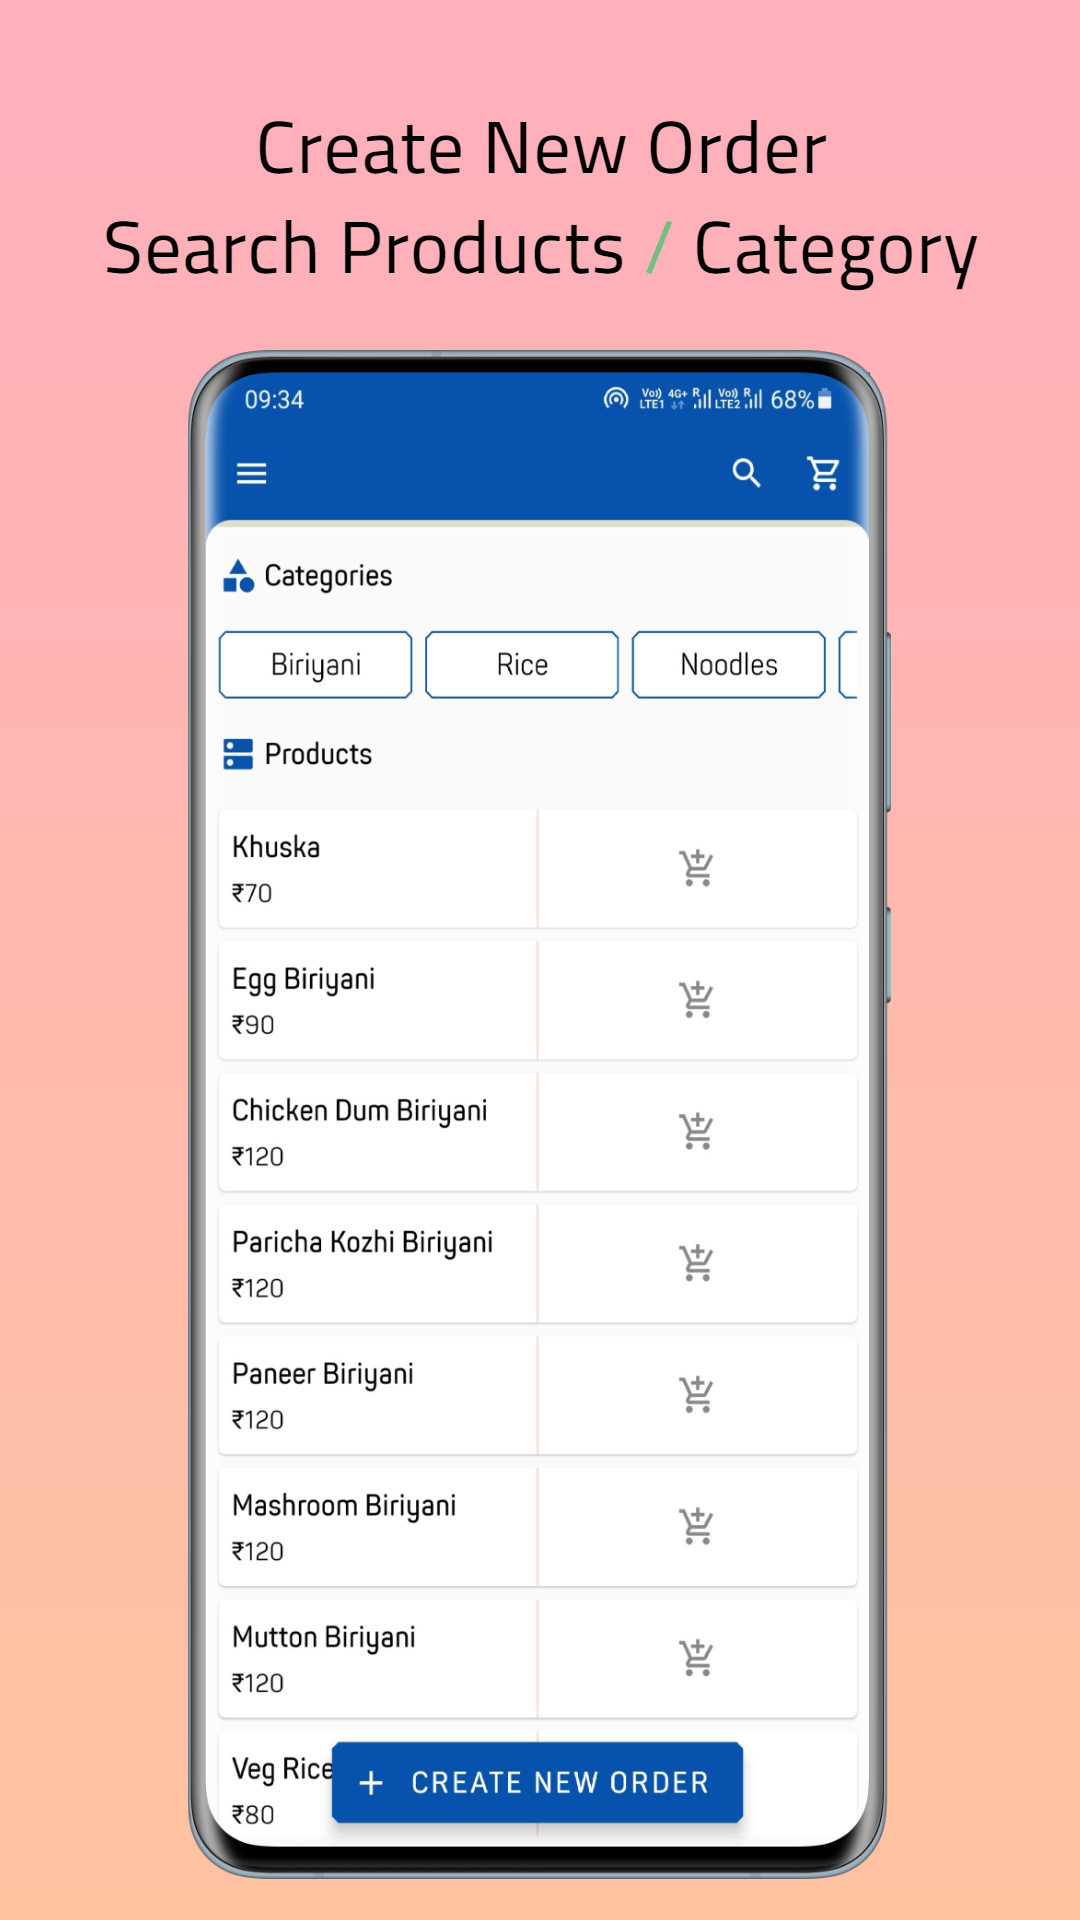 Create New Order
Search Products / Category
09:34
Vo)) 4G+ R Vo)) R 68%
LTE1 LTE2
Categories
Biriyani Rice Noodles
Products
Khuska
₹70
Egg Biriyani
₹90
Chicken Dum Biriyani
₹120
Paricha Kozhi Biriyani
₹120
Paneer Biriyani
₹120
Mashroom Biriyani
₹120
Mutton Biriyani
₹120
Veg Rice
₹80
+ CREATE NEW ORDER